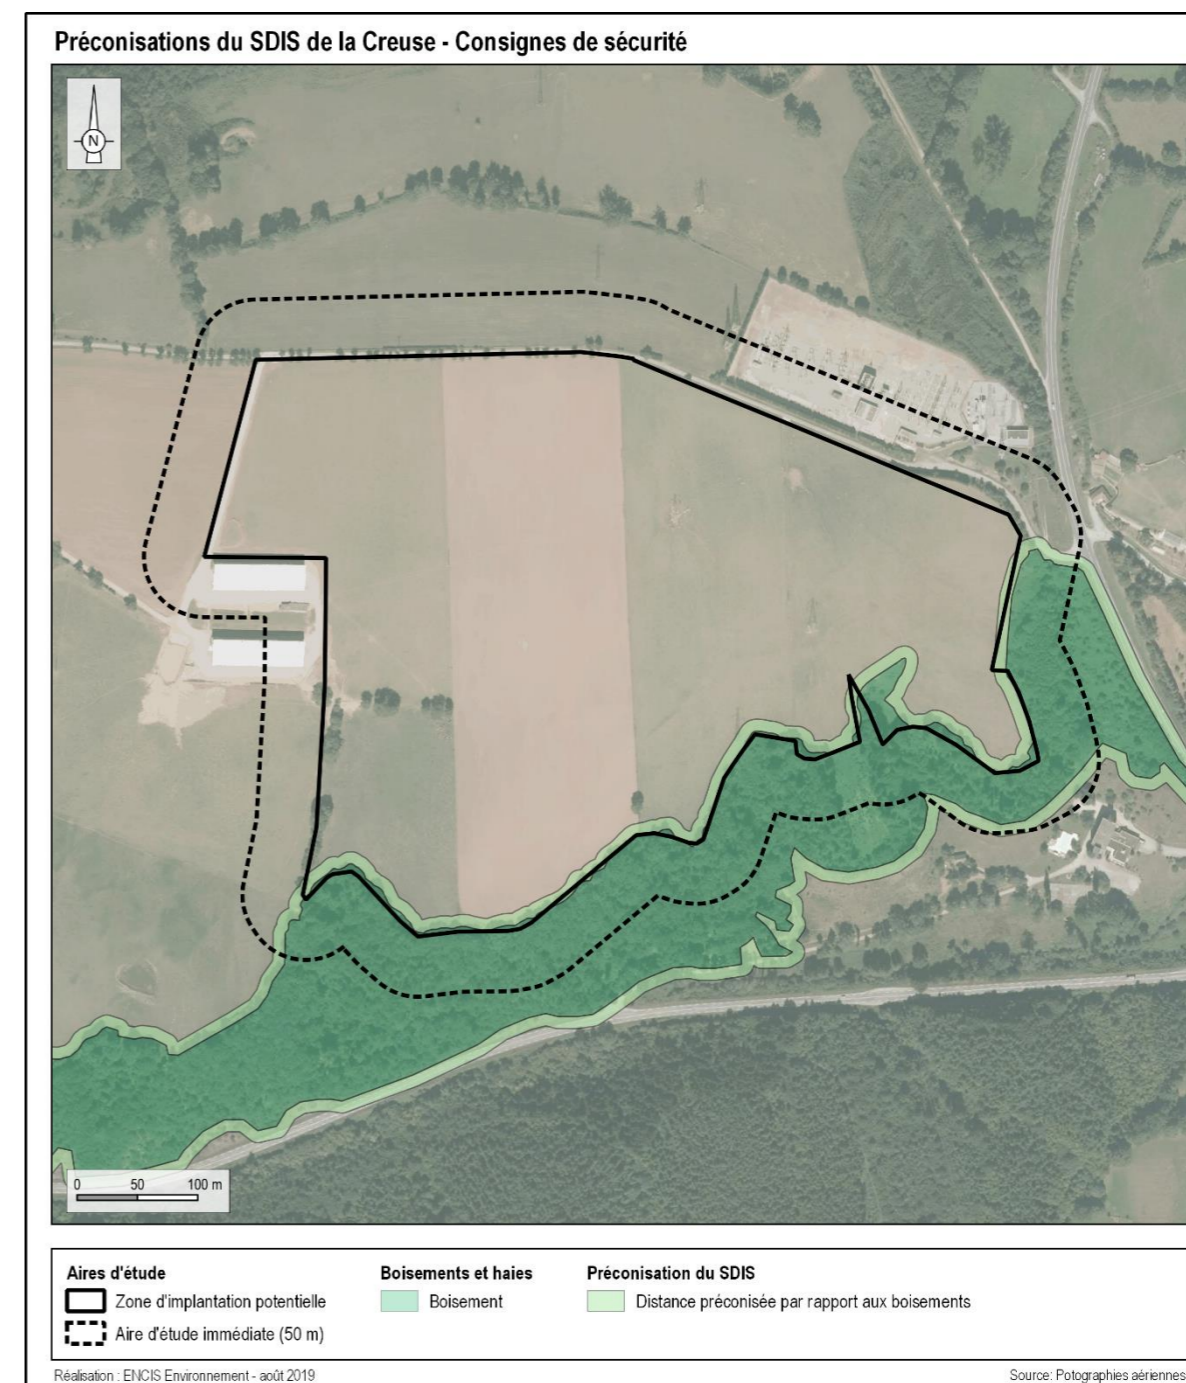 Préconisations du SDIS de la Creuse - Consignes de sécurité
N
0 50 100 m
Aires d'étude
Zone d'implantation potentielle
Aire d'étude immédiate (50 m)
Boisements et haies
Boisement
Préconisation du SDIS
Distance préconisée par rapport aux boisements
Réalisation : ENCIS Environnement - août 2019
Source: Potographies aériennes